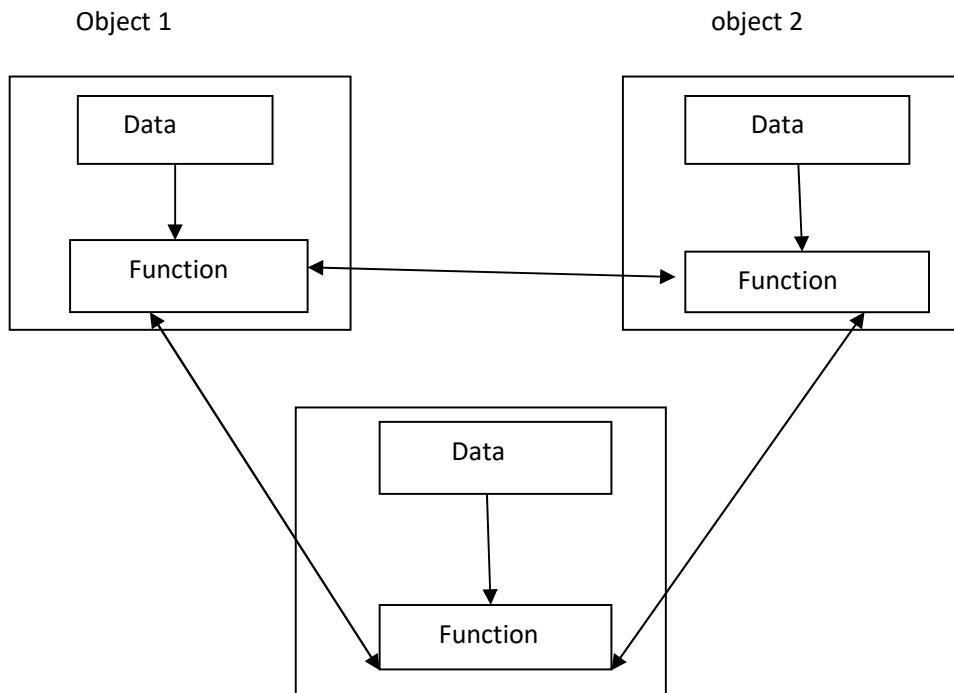 Object 1
object 2
Data
Data
Function
Function
Data
Function